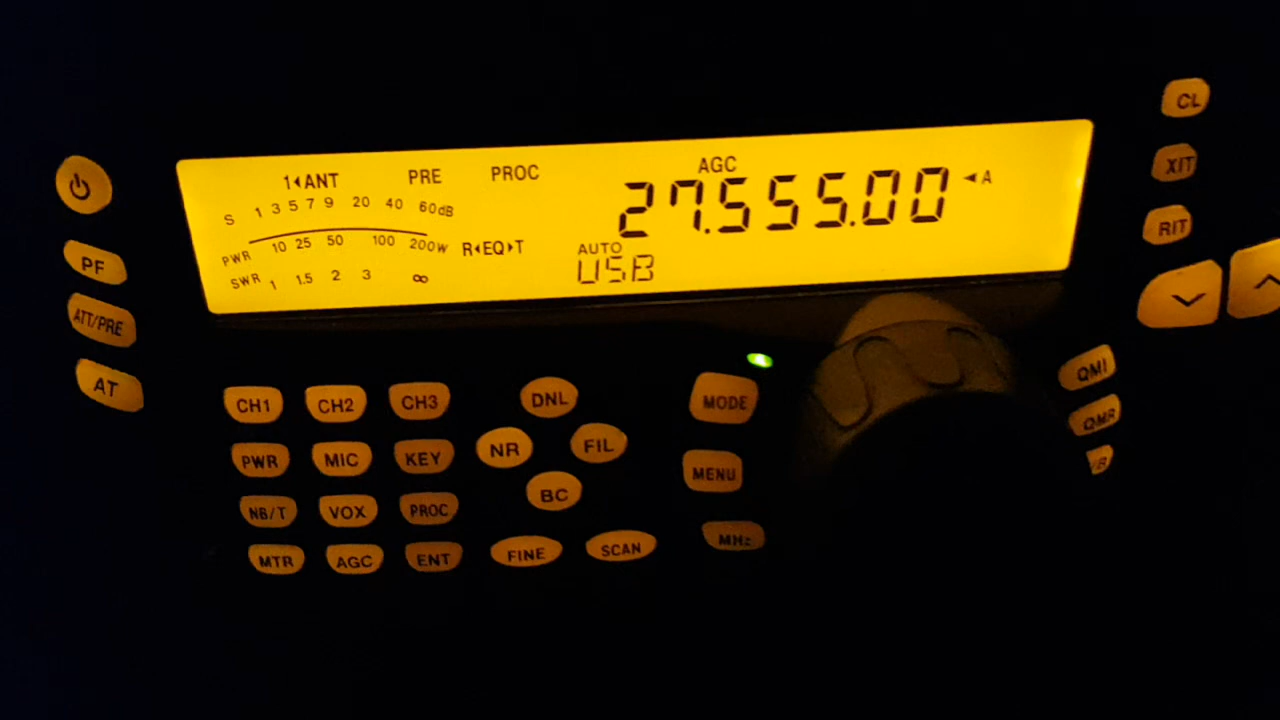 1◂ANT PRE PROC AGC
S 1 3 5 7 9 20 40 60dB
27.555.00 ◂A
PWR 10 25 50 100 200W R◂EQ▸T AUTO
SWR 1 1.5 2 3 ∞ USB
PF
ATT/PRE
AT
CL
XIT
RIT
CH1 CH2 CH3 DNL MODE QMI
PWR MIC KEY NR FIL MENU QMR
NB/T VOX PROC BC
MTR AGC ENT FINE SCAN MHz